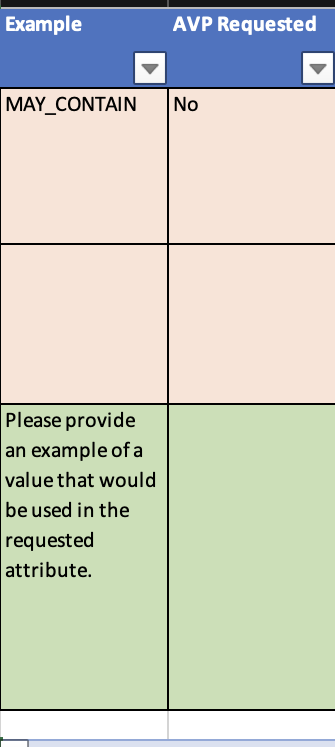 Example AVP Requested
MAY_CONTAIN No
Please provide
an example of a
value that would
be used in the
requested
attribute.